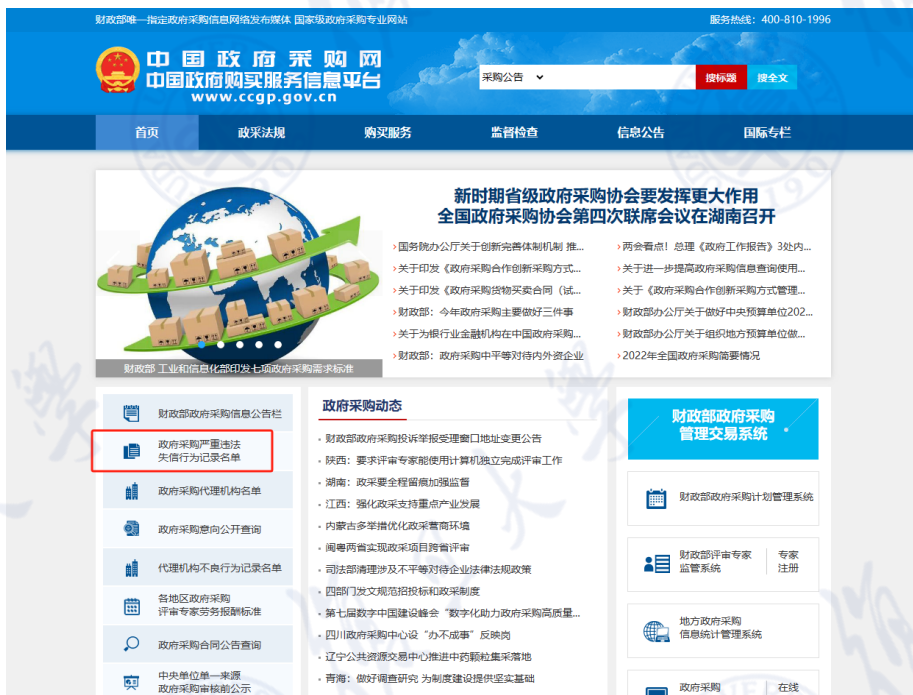 财政部唯一指定政府采购信息网络发布媒体 国家级政府采购专业网站
服务热线：400-810-1996
中国政府采购网
中国政府购买服务信息平台
www.ccgp.gov.cn
采购公告
搜标题
搜全文
首页
政采法规
购买服务
监督检查
信息公告
国际专栏
新时期省级政府采购协会要发挥更大作用
全国政府采购协会第四次联席会议在湖南召开
国务院办公厅关于创新完善体制机制 推...
关于印发《政府采购合作创新采购方式...
关于印发《政府采购货物买卖合同（试...
财政部：今年政府采购主要做好三件事
关于为银行业金融机构在中国政府采购...
财政部：政府采购中平等对待内外资企业
两会看点！总理《政府工作报告》3处内...
关于进一步提高政府采购信息查询使用...
关于《政府采购合作创新采购方式管理...
财政部办公厅关于做好中央预算单位202...
财政部办公厅关于组织地方预算单位做...
2022年全国政府采购简要情况
财政部 工业和信息化部印发七项政府采购需求标准
财政部政府采购信息公告栏
政府采购严重违法
失信行为记录名单
政府采购代理机构名单
政府采购意向公开查询
代理机构不良行为记录名单
各地区政府采购
评审专家劳务报酬标准
政府采购合同公告查询
中央单位单一来源
政府采购审核前公示
政府采购动态
财政部政府采购投诉举报受理窗口地址变更公告
陕西：要求评审专家能使用计算机独立完成评审工作
湖南：政采要全程留痕加强监督
江西：强化政采支持重点产业发展
内蒙古多举措优化政采营商环境
闽粤两省实现政采项目跨省评审
司法部清理涉及不平等对待企业法律法规政策
四部门发文规范招投标和政采制度
第七届数字中国建设峰会“数字化助力政府采购高质量...
四川政府采购中心设“办不成事”反映岗
辽宁公共资源交易中心推进中药颗粒集采落地
青海：做好调查研究 为制度建设提供坚实基础
财政部政府采购
管理交易系统
财政部政府采购计划管理系统
财政部评审专家
监管系统
专家
注册
地方政府采购
信息统计管理系统
政府采购
在线